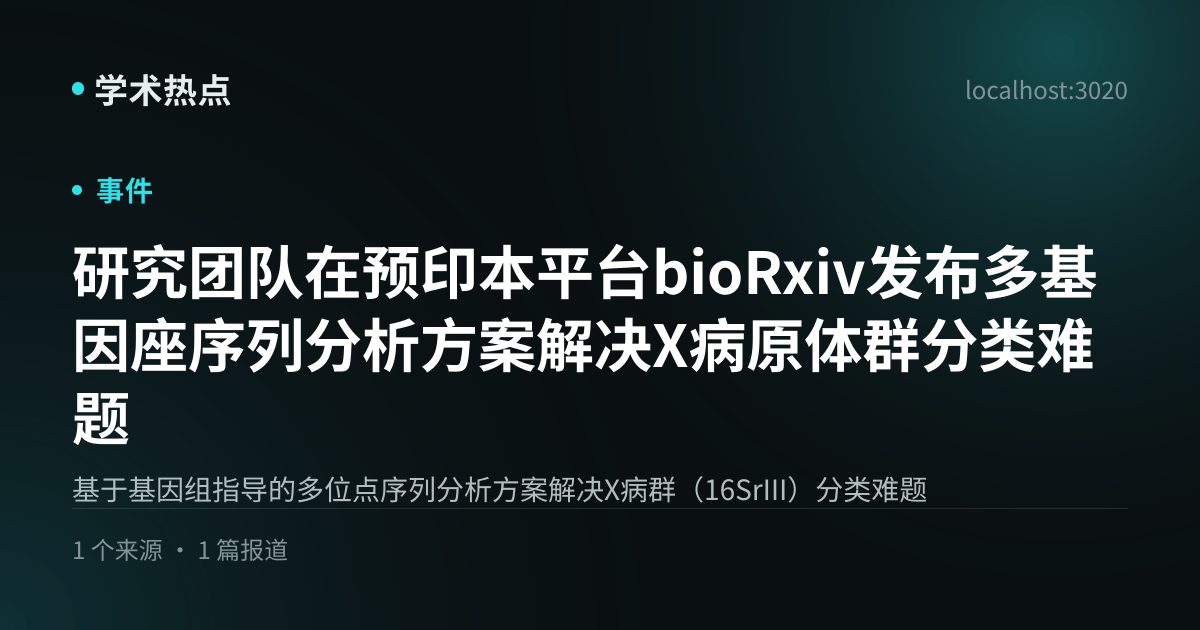 学术热点
localhost:3020
事件
研究团队在预印本平台bioRxiv发布多基
因座序列分析方案解决X病原体群分类难
题
基于基因组指导的多位点序列分析方案解决X病群（16SrIII）分类难题
1 个来源 · 1 篇报道